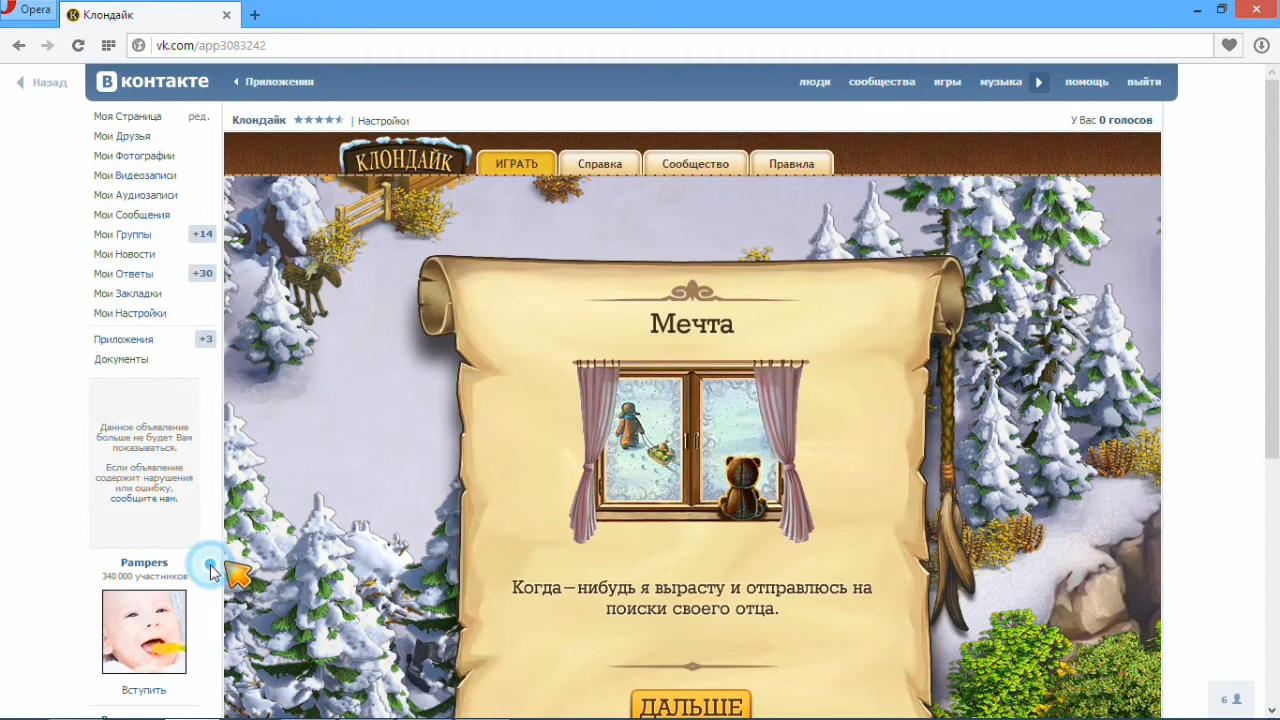 Opera
Клондайк
vk.com/app3083242
Назад
В контакте
Приложения
люди
сообщества
игры
музыка
помощь
выйти
Моя Страница
ред.
Мои Друзья
Мои Фотографии
Мои Видеозаписи
Мои Аудиозаписи
Мои Сообщения
Мои Группы +14
Мои Новости
Мои Ответы +30
Мои Закладки
Мои Настройки
Приложения +3
Документы
Данное объявление
больше не будет Вам
показываться.
Если объявление
содержит нарушения
или ошибку,
сообщите нам.
Pampers
340 000 участников
Вступить
Клондайк
| Настройки
У Вас 0 голосов
КЛОНДАЙК
ИГРАТЬ
Справка
Сообщество
Правила
Мечта
Когда—нибудь я вырасту и отправлюсь на
поиски своего отца.
ДАЛЬШЕ
6